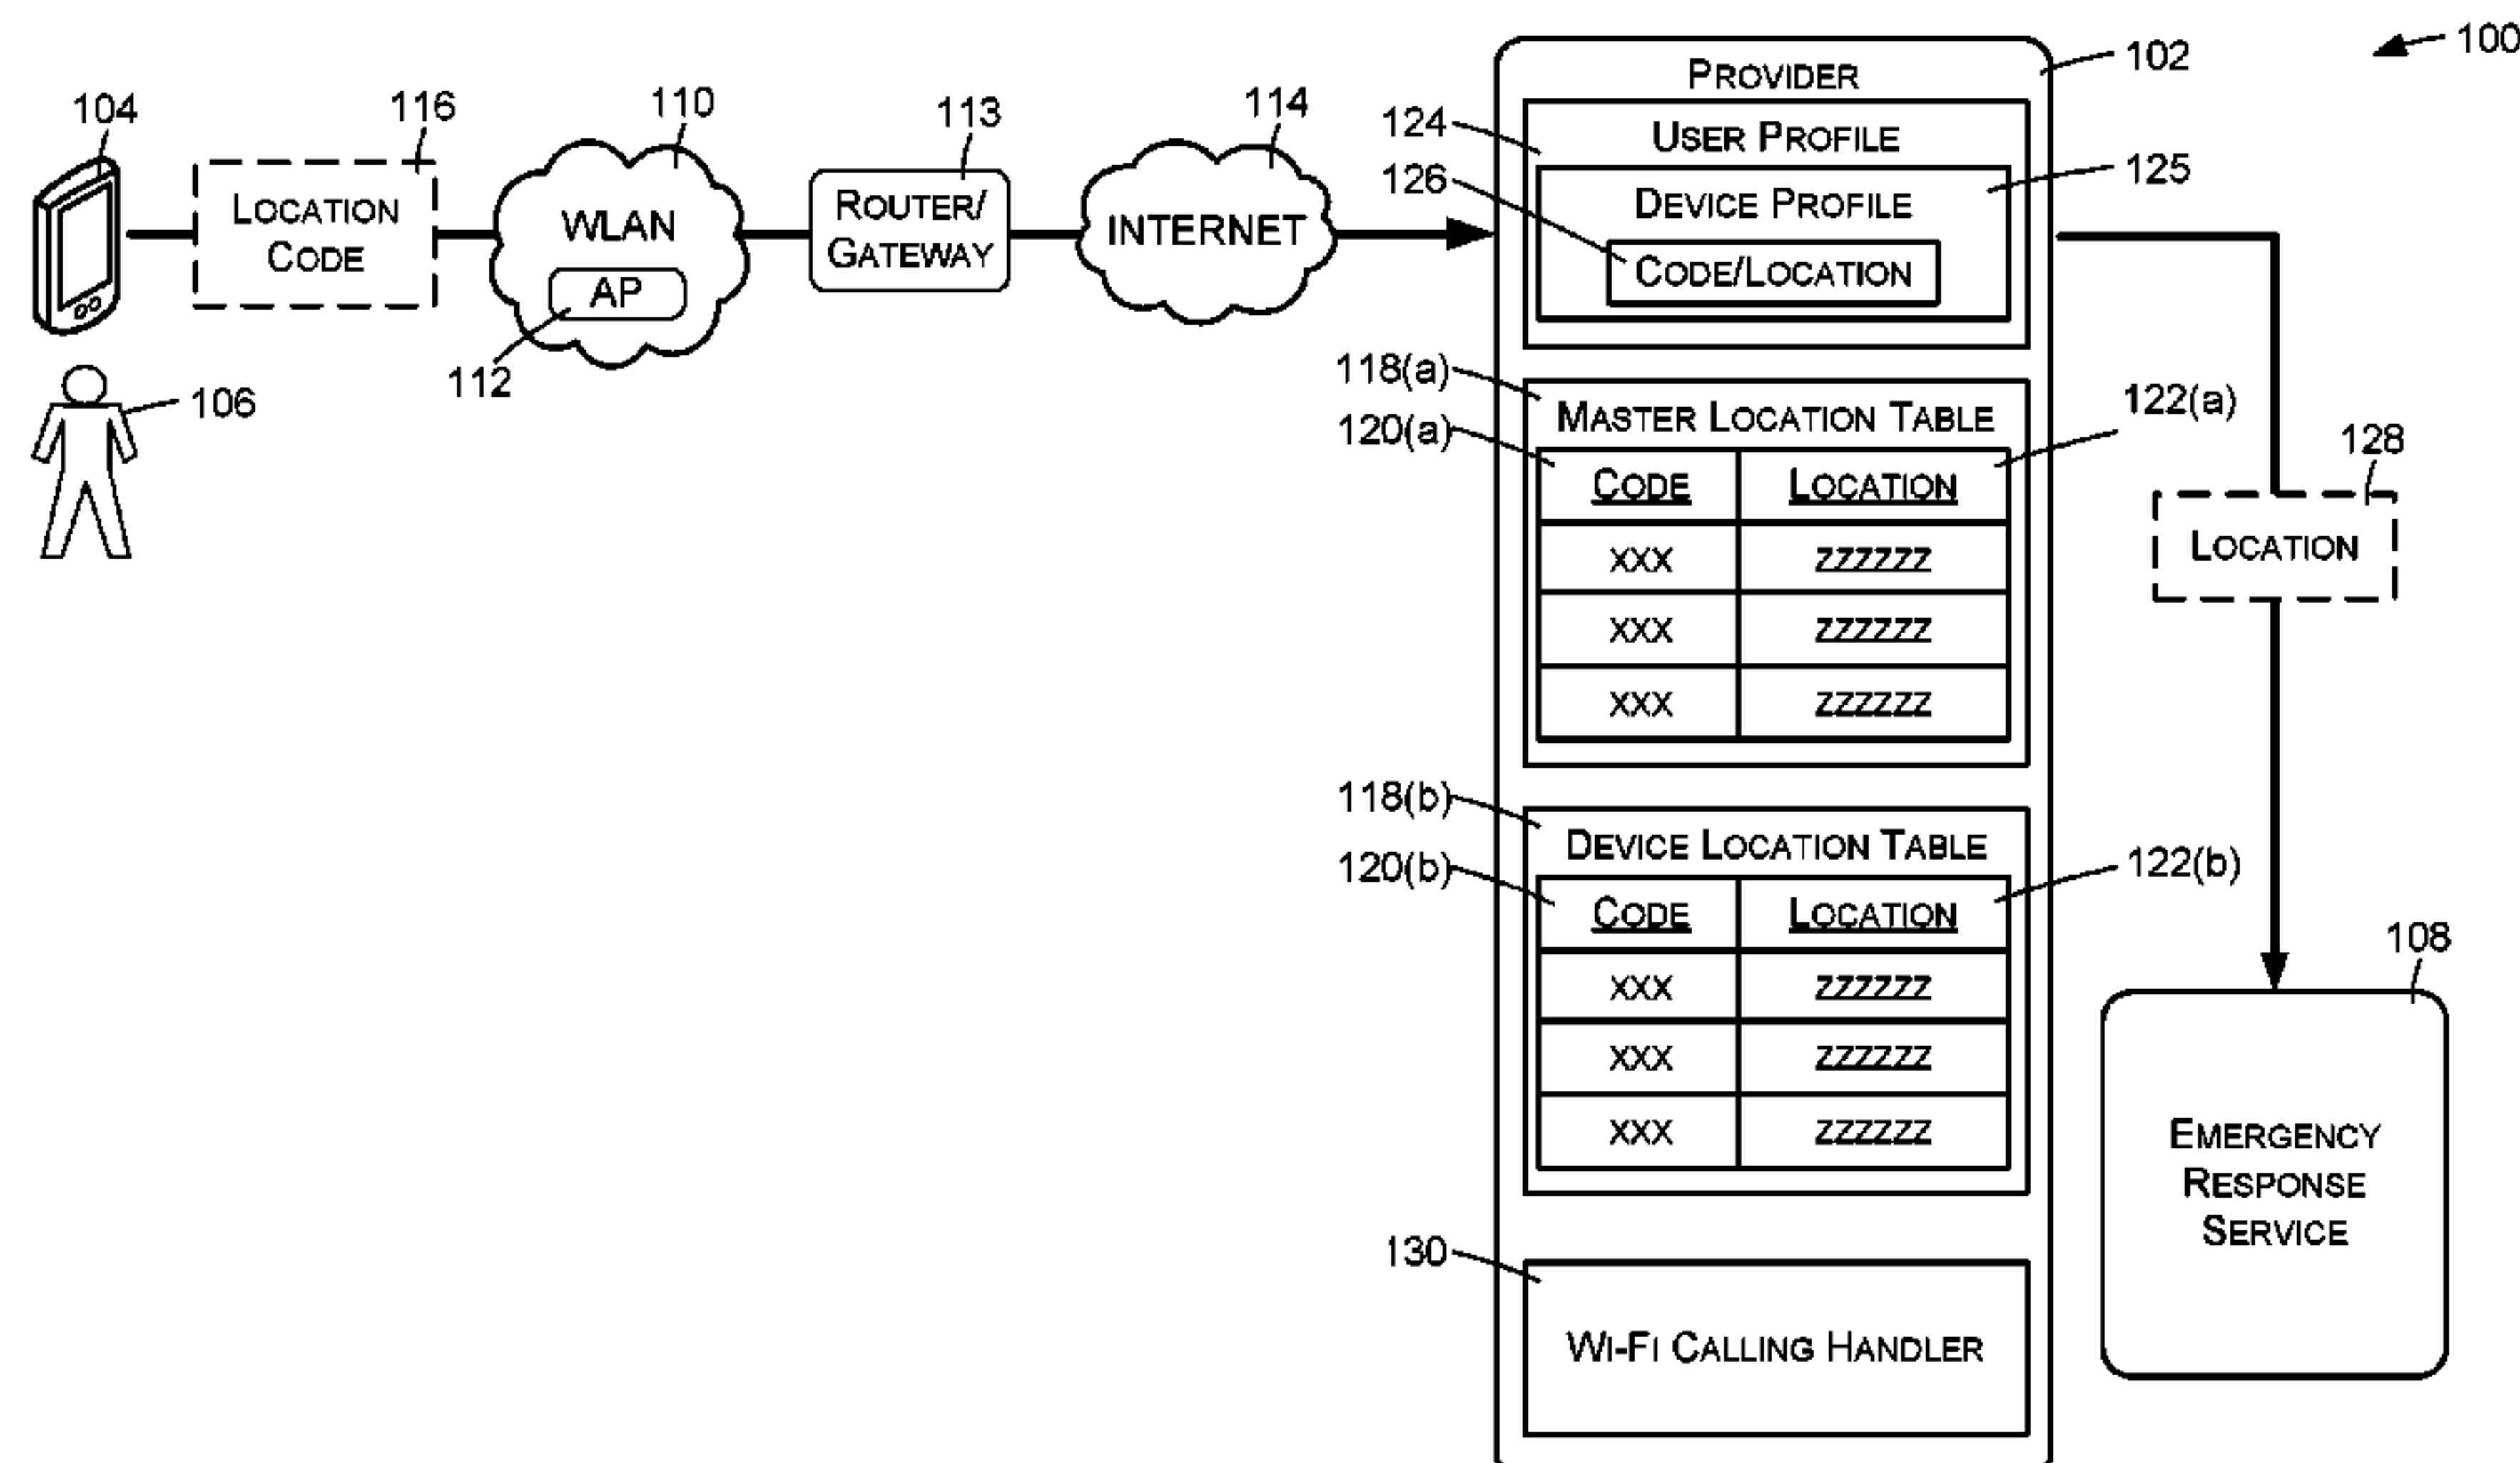 100
104
116
110
113
114
102
LOCATION
CODE
WLAN
AP
112
ROUTER/
GATEWAY
INTERNET
106
PROVIDER
124
USER PROFILE
126
125
DEVICE PROFILE
CODE/LOCATION
118(a)
MASTER LOCATION TABLE
120(a)
122(a)
CODE LOCATION
XXX ZZZZZZ
XXX ZZZZZZ
XXX ZZZZZZ
128
LOCATION
118(b)
DEVICE LOCATION TABLE
120(b)
122(b)
CODE LOCATION
XXX ZZZZZZ
XXX ZZZZZZ
XXX ZZZZZZ
108
EMERGENCY
RESPONSE
SERVICE
130
WI-FI CALLING HANDLER